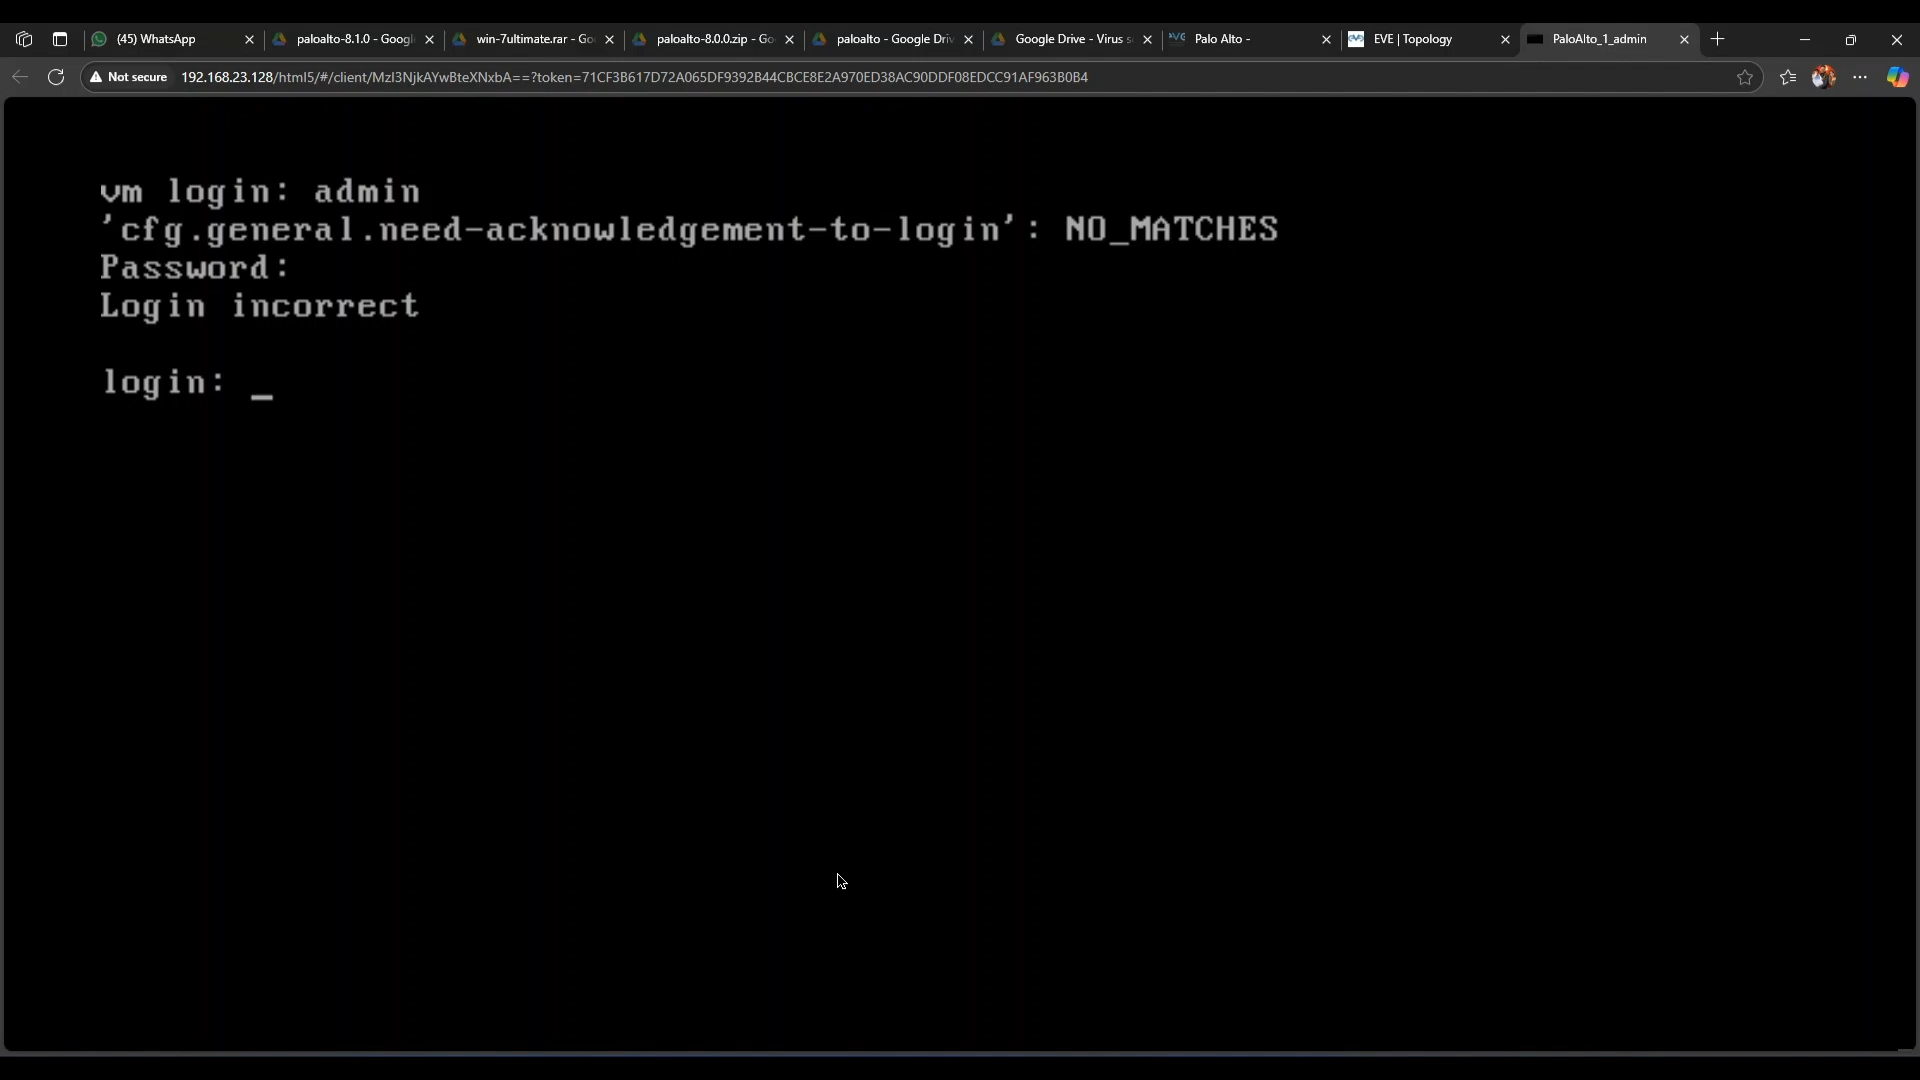 (45) WhatsApp
paloalto-8.1.0 - Googl
win-7ultimate.rar - Go
paloalto-8.0.0.zip - Go
paloalto - Google Driv
Google Drive - Virus s
Palo Alto -
EVE | Topology
PaloAlto_1_admin
Not secure
192.168.23.128/html5/#/client/MzI3NjkAYwBteXNxbA==?token=71CF3B617D72A065DF9392B44CBCE8E2A970ED38AC90DDF08EDCC91AF963B0B4
vm login: admin
'cfg.general.need-acknowledgement-to-login': NO_MATCHES
Password:
Login incorrect
login: _